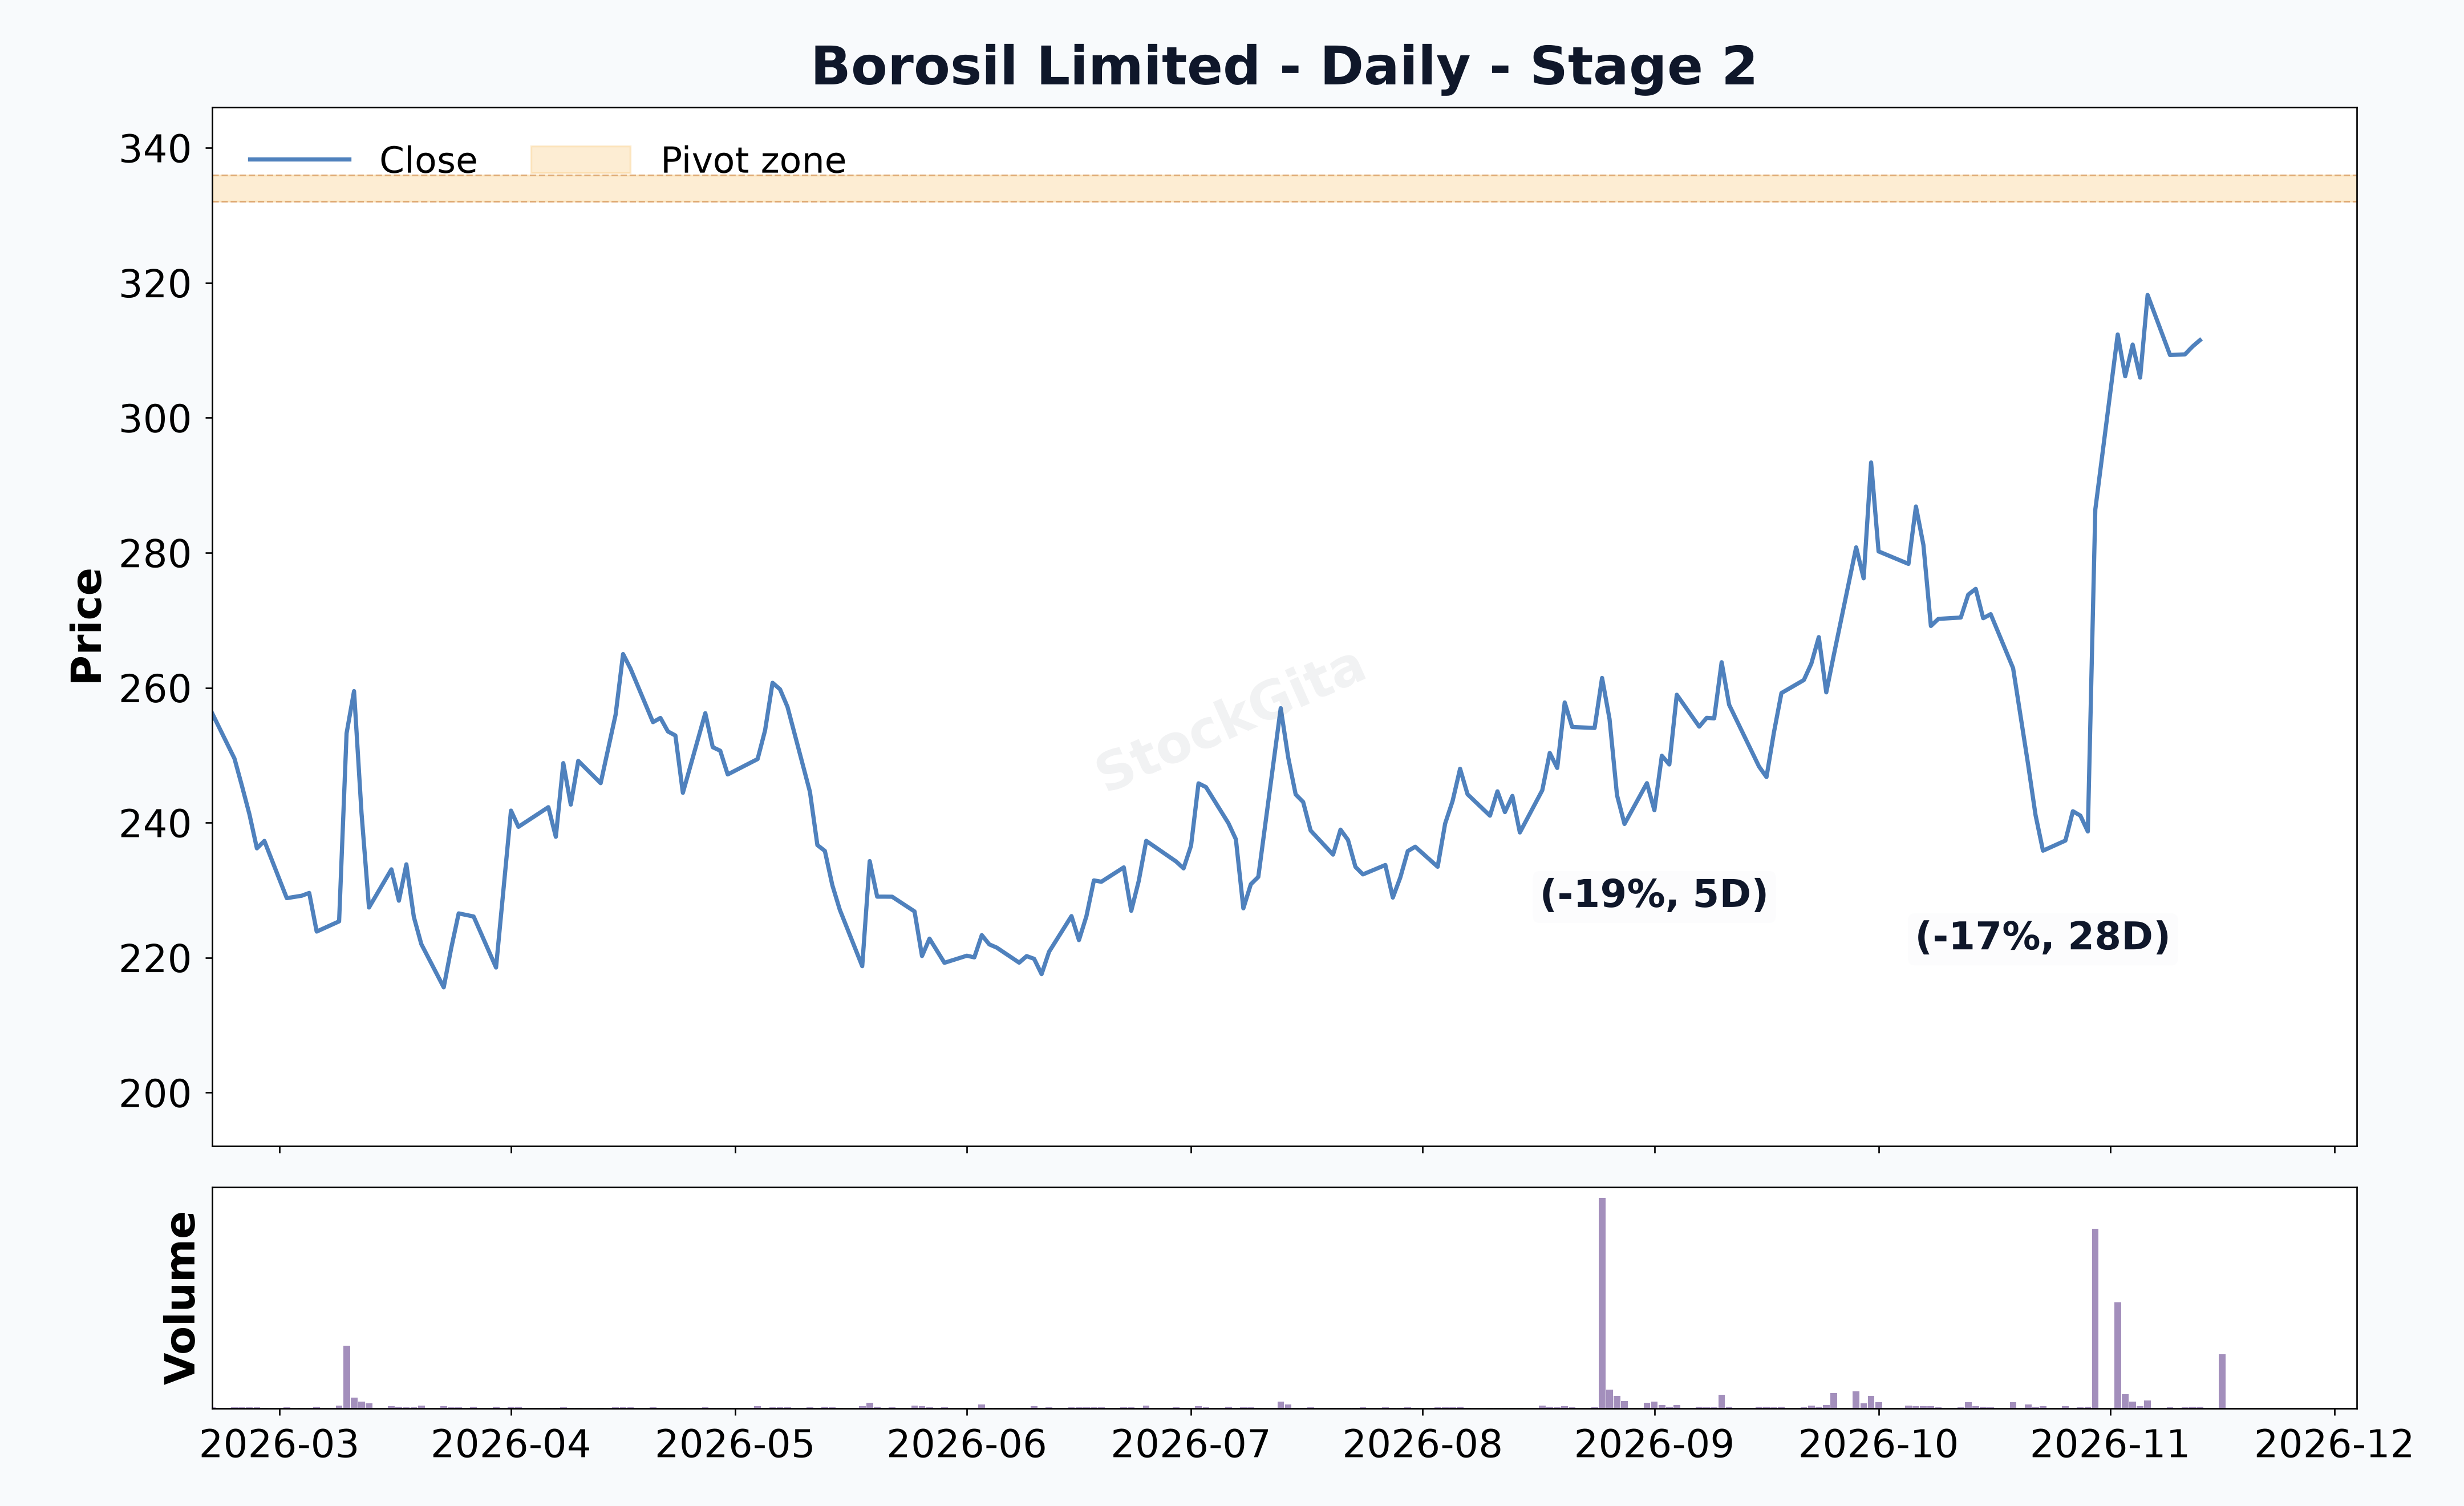 Borosil Limited - Daily - Stage 2
Close
Pivot zone
340
320
300
280
260
240
220
200
Price
StockGita
(-19%, 5D)
(-17%, 28D)
Volume
2026-03
2026-04
2026-05
2026-06
2026-07
2026-08
2026-09
2026-10
2026-11
2026-12